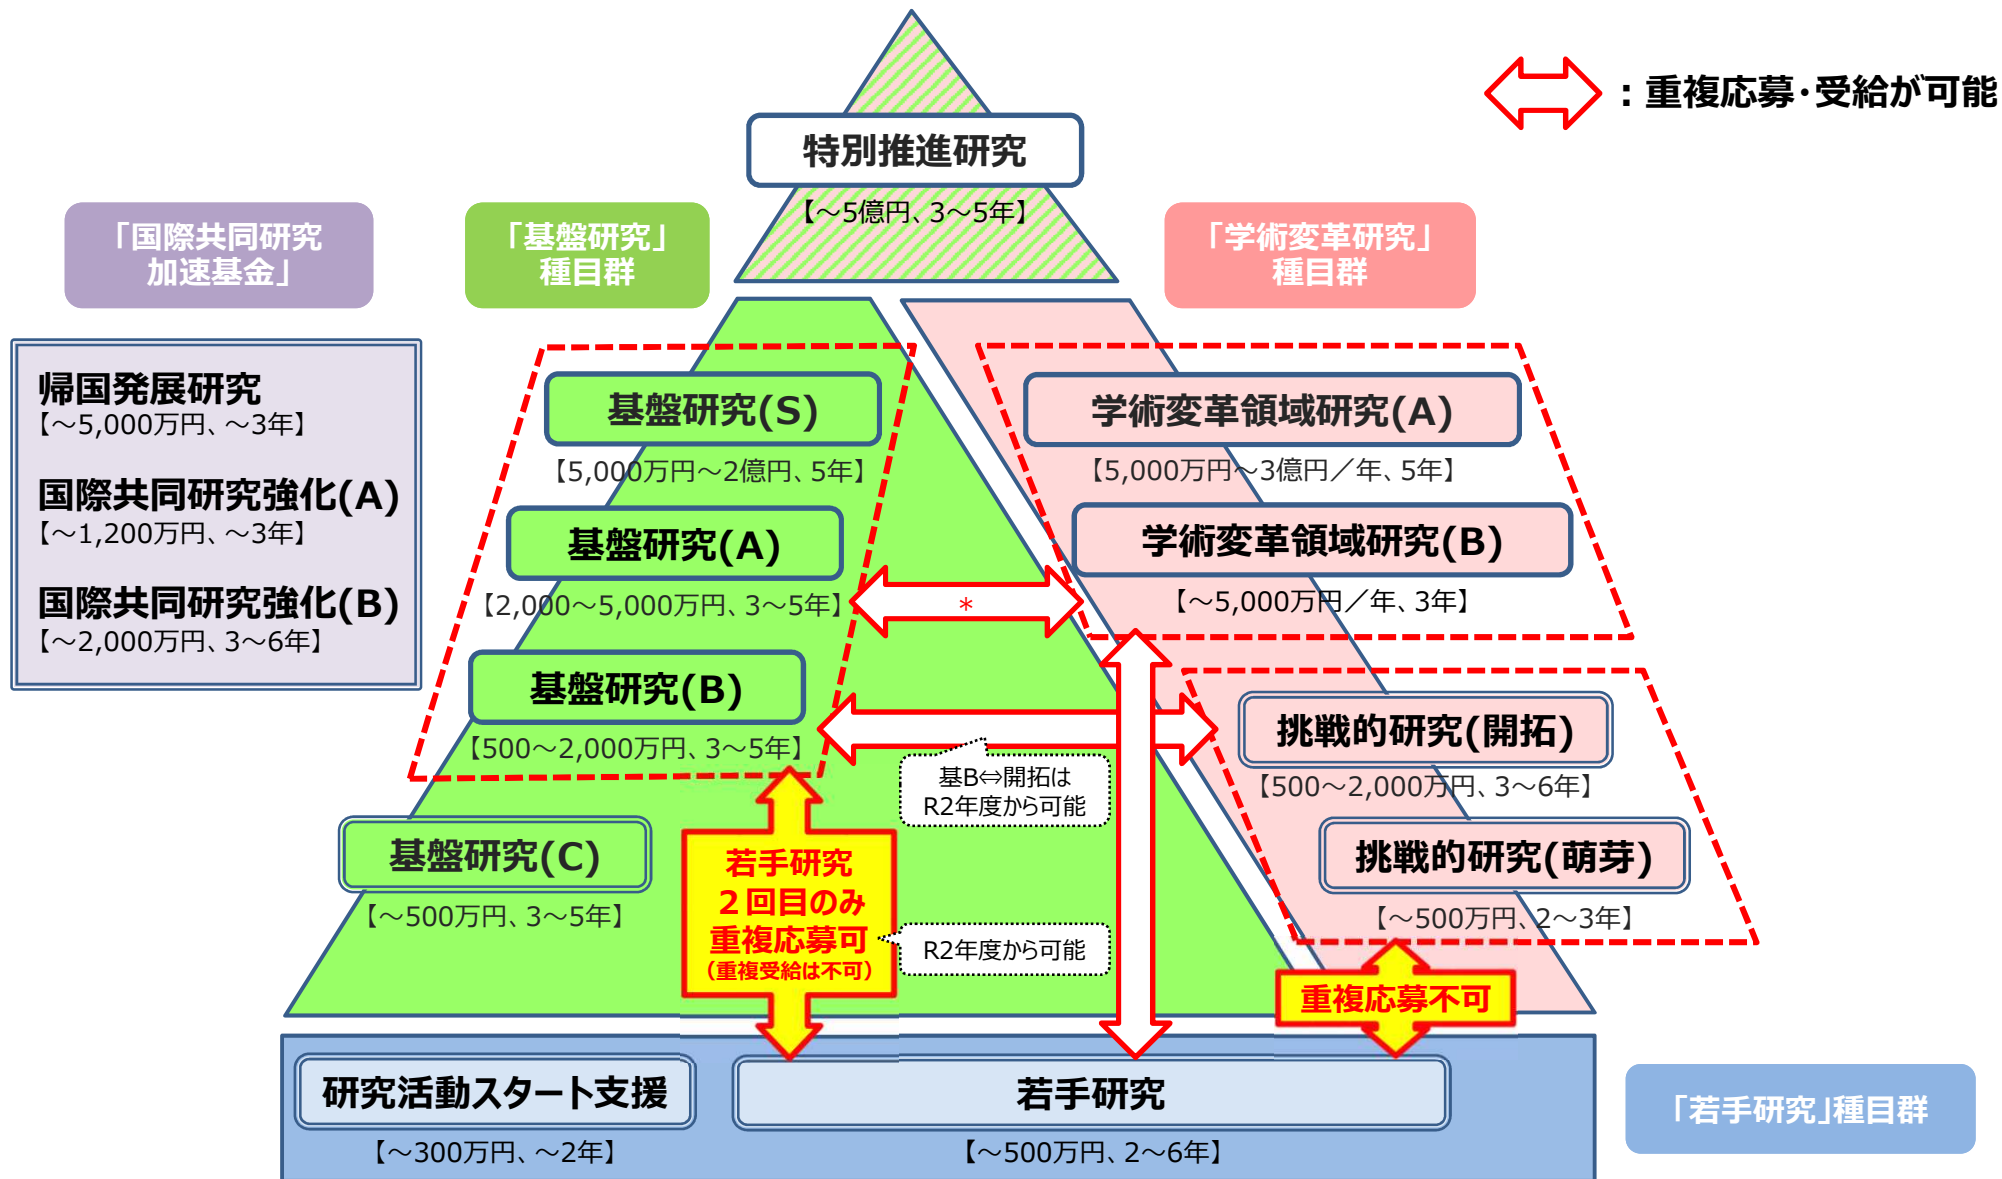 ：重複応募・受給が可能
特別推進研究
【～5億円、3～5年】
「国際共同研究
加速基金」
「基盤研究」
種目群
「学術変革研究」
種目群
帰国発展研究
【～5,000万円、～3年】
国際共同研究強化(A)
【～1,200万円、～3年】
国際共同研究強化(B)
【～2,000万円、3～6年】
基盤研究(S)
【5,000万円～2億円、5年】
基盤研究(A)
【2,000～5,000万円、3～5年】
基盤研究(B)
【500～2,000万円、3～5年】
基盤研究(C)
【～500万円、3～5年】
学術変革領域研究(A)
【5,000万円～3億円／年、5年】
学術変革領域研究(B)
【～5,000万円／年、3年】
＊
挑戦的研究(開拓)
【500～2,000万円、3～6年】
挑戦的研究(萌芽)
【～500万円、2～3年】
基B⇔開拓は
R2年度から可能
若手研究
２回目のみ
重複応募可
（重複受給は不可）
R2年度から可能
重複応募不可
研究活動スタート支援
【～300万円、～2年】
若手研究
【～500万円、2～6年】
「若手研究」種目群